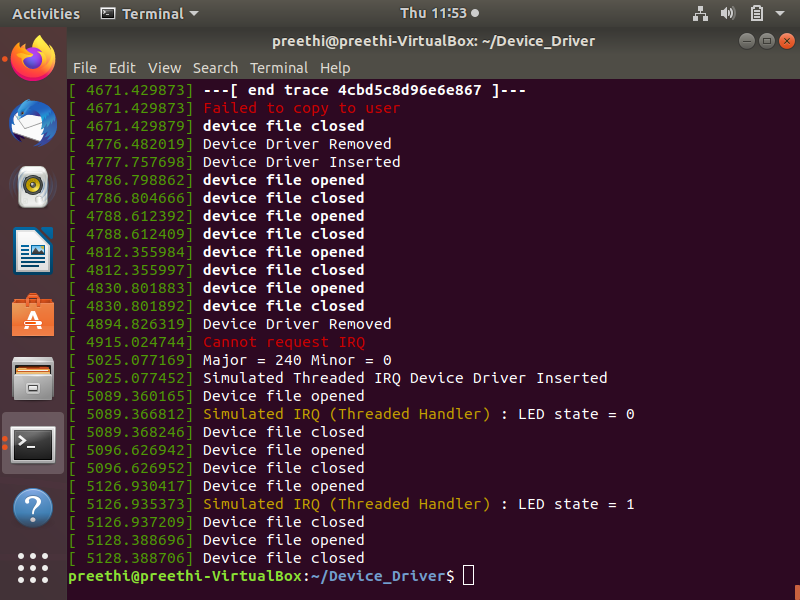 Activities Terminal Thu 11:53
preethi@preethi-VirtualBox: ~/Device_Driver
File Edit View Search Terminal Help
[ 4671.429873] ---[ end trace 4cbd5c8d96e6e867 ]---
[ 4671.429873] Failed to copy to user
[ 4671.429879] device file closed
[ 4776.482019] Device Driver Removed
[ 4777.757698] Device Driver Inserted
[ 4786.798862] device file opened
[ 4786.804666] device file closed
[ 4788.612392] device file opened
[ 4788.612409] device file closed
[ 4812.355984] device file opened
[ 4812.355997] device file closed
[ 4830.801883] device file opened
[ 4830.801892] device file closed
[ 4894.826319] Device Driver Removed
[ 4915.024744] Cannot request IRQ
[ 5025.077169] Major = 240 Minor = 0
[ 5025.077452] Simulated Threaded IRQ Device Driver Inserted
[ 5089.360165] Device file opened
[ 5089.366812] Simulated IRQ (Threaded Handler) : LED state = 0
[ 5089.368246] Device file closed
[ 5096.626942] Device file opened
[ 5096.626952] Device file closed
[ 5126.930417] Device file opened
[ 5126.935373] Simulated IRQ (Threaded Handler) : LED state = 1
[ 5126.937209] Device file closed
[ 5128.388696] Device file opened
[ 5128.388706] Device file closed
preethi@preethi-VirtualBox:~/Device_Driver$